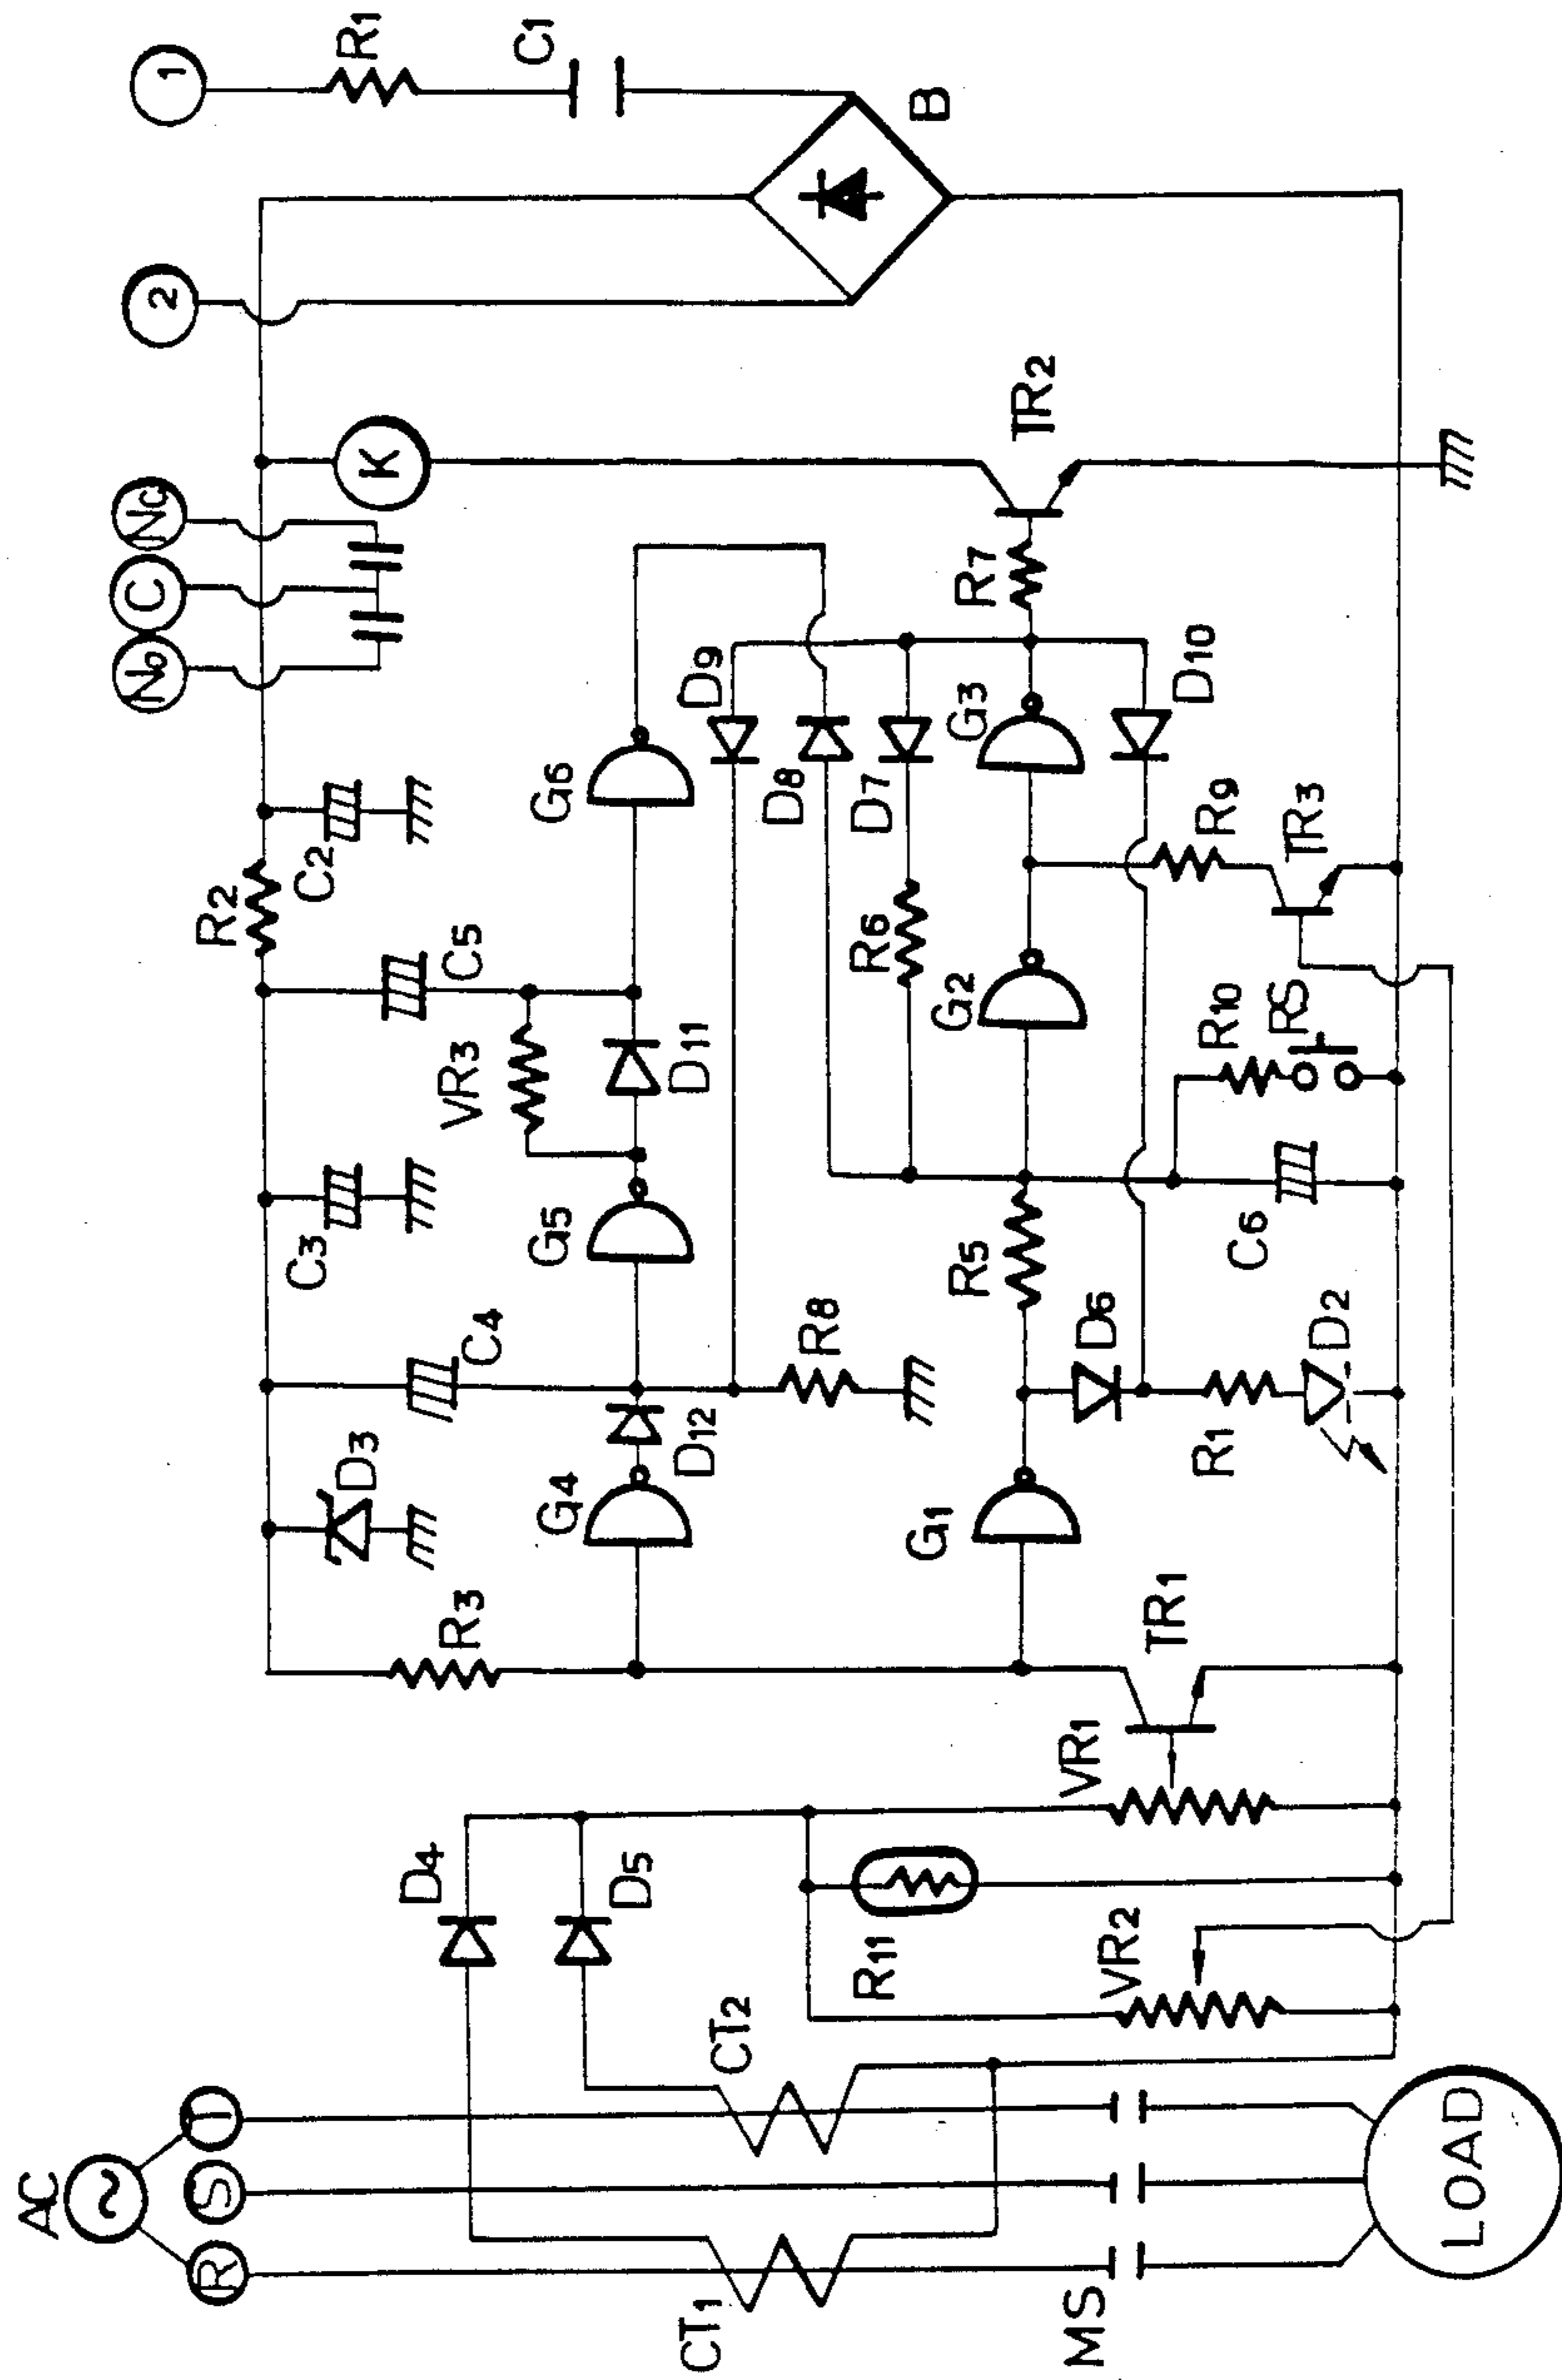 AC
R
S
T
CT1
CT2
MS
LOAD
D4
D5
R11
VR2
VR1
TR1
R3
D3
G4
D12
C4
R8
G1
D6
R1
D2
C3
G5
VR3
D11
C5
R5
C6
R10
RS
R2
C2
G6
D9
D8
D7
R6
G2
G3
D10
R9
TR3
R7
TR2
No
C
Nc
K
2
1
R1
C1
B